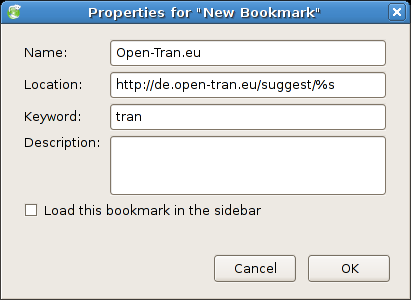 Properties for "New Bookmark"
Name: Open-Tran.eu
Location: http://de.open-tran.eu/suggest/%s
Keyword: tran
Description:
Load this bookmark in the sidebar
Cancel OK